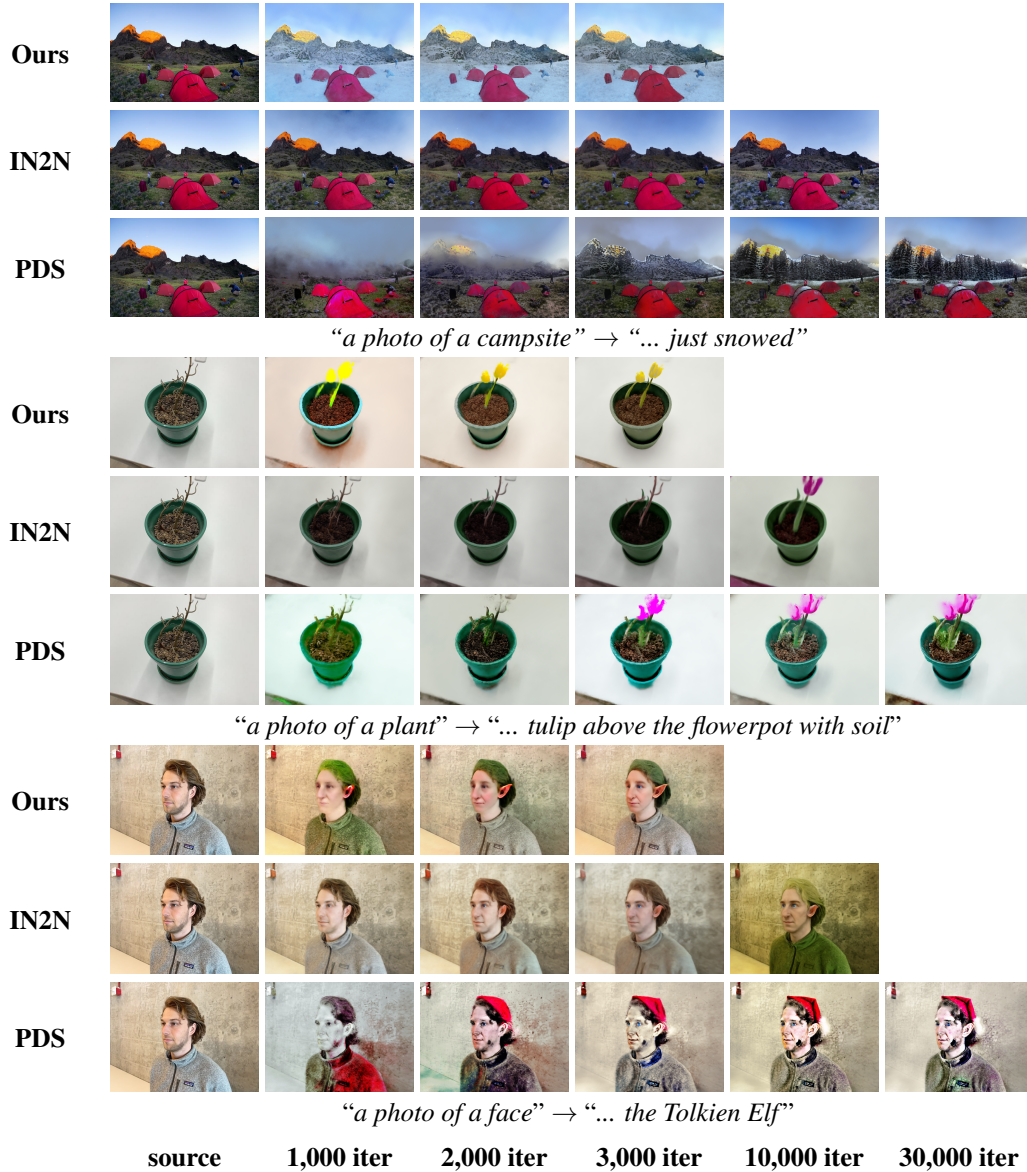 Ours
IN2N
PDS
“a photo of a campsite” → “... just snowed”
Ours
IN2N
PDS
“a photo of a plant” → “... tulip above the flowerpot with soil”
Ours
IN2N
PDS
“a photo of a face” → “... the Tolkien Elf”
source 1,000 iter 2,000 iter 3,000 iter 10,000 iter 30,000 iter